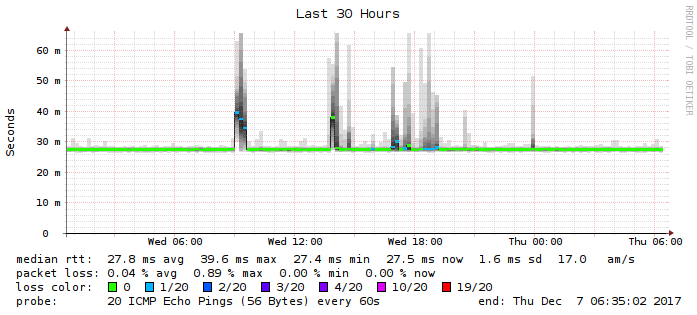 Last 30 Hours
RRDTOOL / TOBI OETIKER
Seconds
60 m
50 m
40 m
30 m
20 m
10 m
0
Wed 06:00 Wed 12:00 Wed 18:00 Thu 00:00 Thu 06:00
median rtt: 27.8 ms avg 39.6 ms max 27.4 ms min 27.5 ms now 1.6 ms sd 17.0 am/s
packet loss: 0.04 % avg 0.89 % max 0.00 % min 0.00 % now
loss color: 0 1/20 2/20 3/20 4/20 10/20 19/20
probe: 20 ICMP Echo Pings (56 Bytes) every 60s end: Thu Dec 7 06:35:02 2017